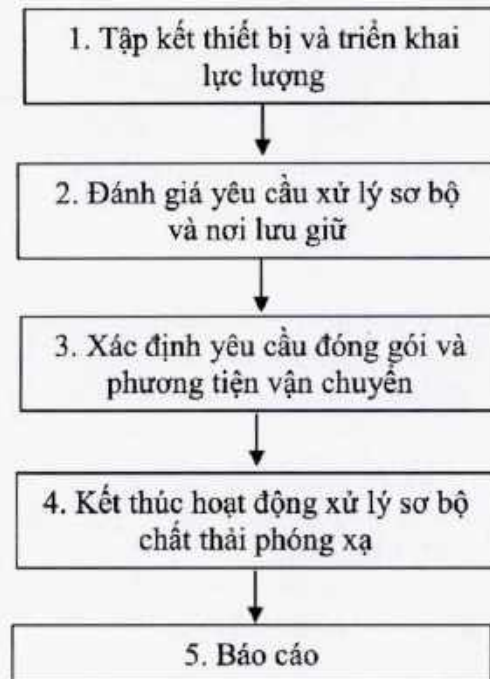 1. Tập kết thiết bị và triển khai
lực lượng
2. Đánh giá yêu cầu xử lý sơ bộ
và nơi lưu giữ
3. Xác định yêu cầu đóng gói và
phương tiện vận chuyển
4. Kết thúc hoạt động xử lý sơ bộ
chất thải phóng xạ
5. Báo cáo